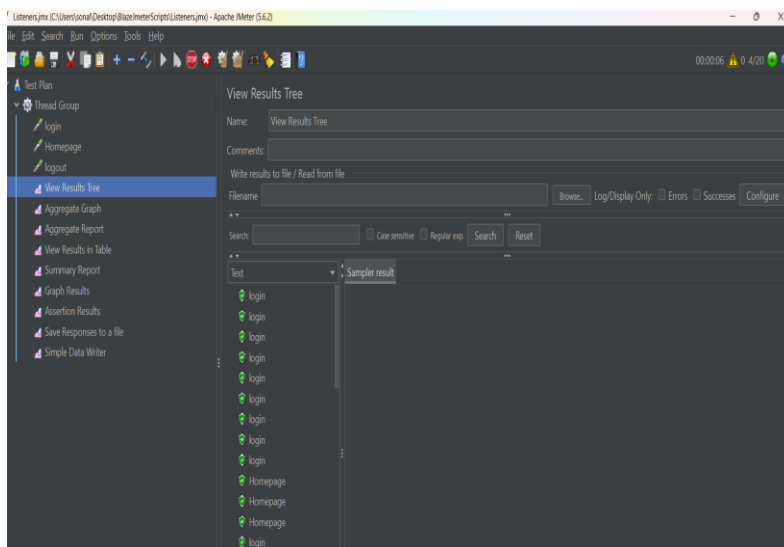 Listeners.jmx (C:\Users\sonal\Desktop\BlazelmeterScripts\Listeners.jmx) - Apache JMeter (5.6.2)
File Edit Search Run Options Tools Help
00:00:06 0 4/20
Test Plan
Thread Group
login
Homepage
logout
View Results Tree
Aggregate Graph
Aggregate Report
View Results in Table
Summary Report
Graph Results
Assertion Results
Save Responses to a file
Simple Data Writer
View Results Tree
Name: View Results Tree
Comments:
Write results to file / Read from file
Filename Browse... Log/Display Only: Errors Successes Configure
Search: Case sensitive Regular exp. Search Reset
Text Sampler result
login
login
login
login
login
login
login
login
login
Homepage
Homepage
Homepage
login